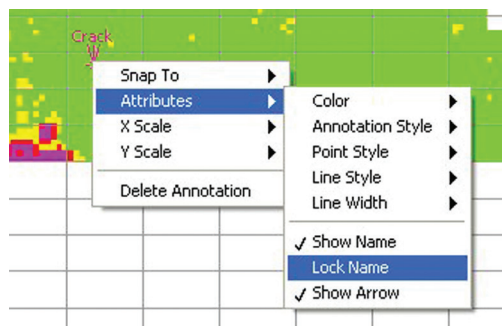 Crack
Snap To
Attributes
X Scale
Y Scale
Delete Annotation
Color
Annotation Style
Point Style
Line Style
Line Width
✓ Show Name
Lock Name
✓ Show Arrow